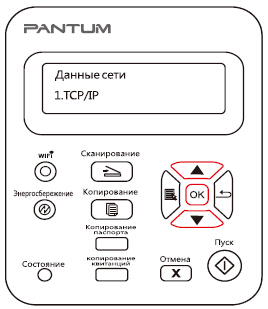 PANTUM
Данные сети
1.TCP/IP
WiFi
Сканирование
Энергосбережение
Копирование
OK
Копирование
паспорта
Пуск
Состояние
копирование
квитанций
Отмена
X